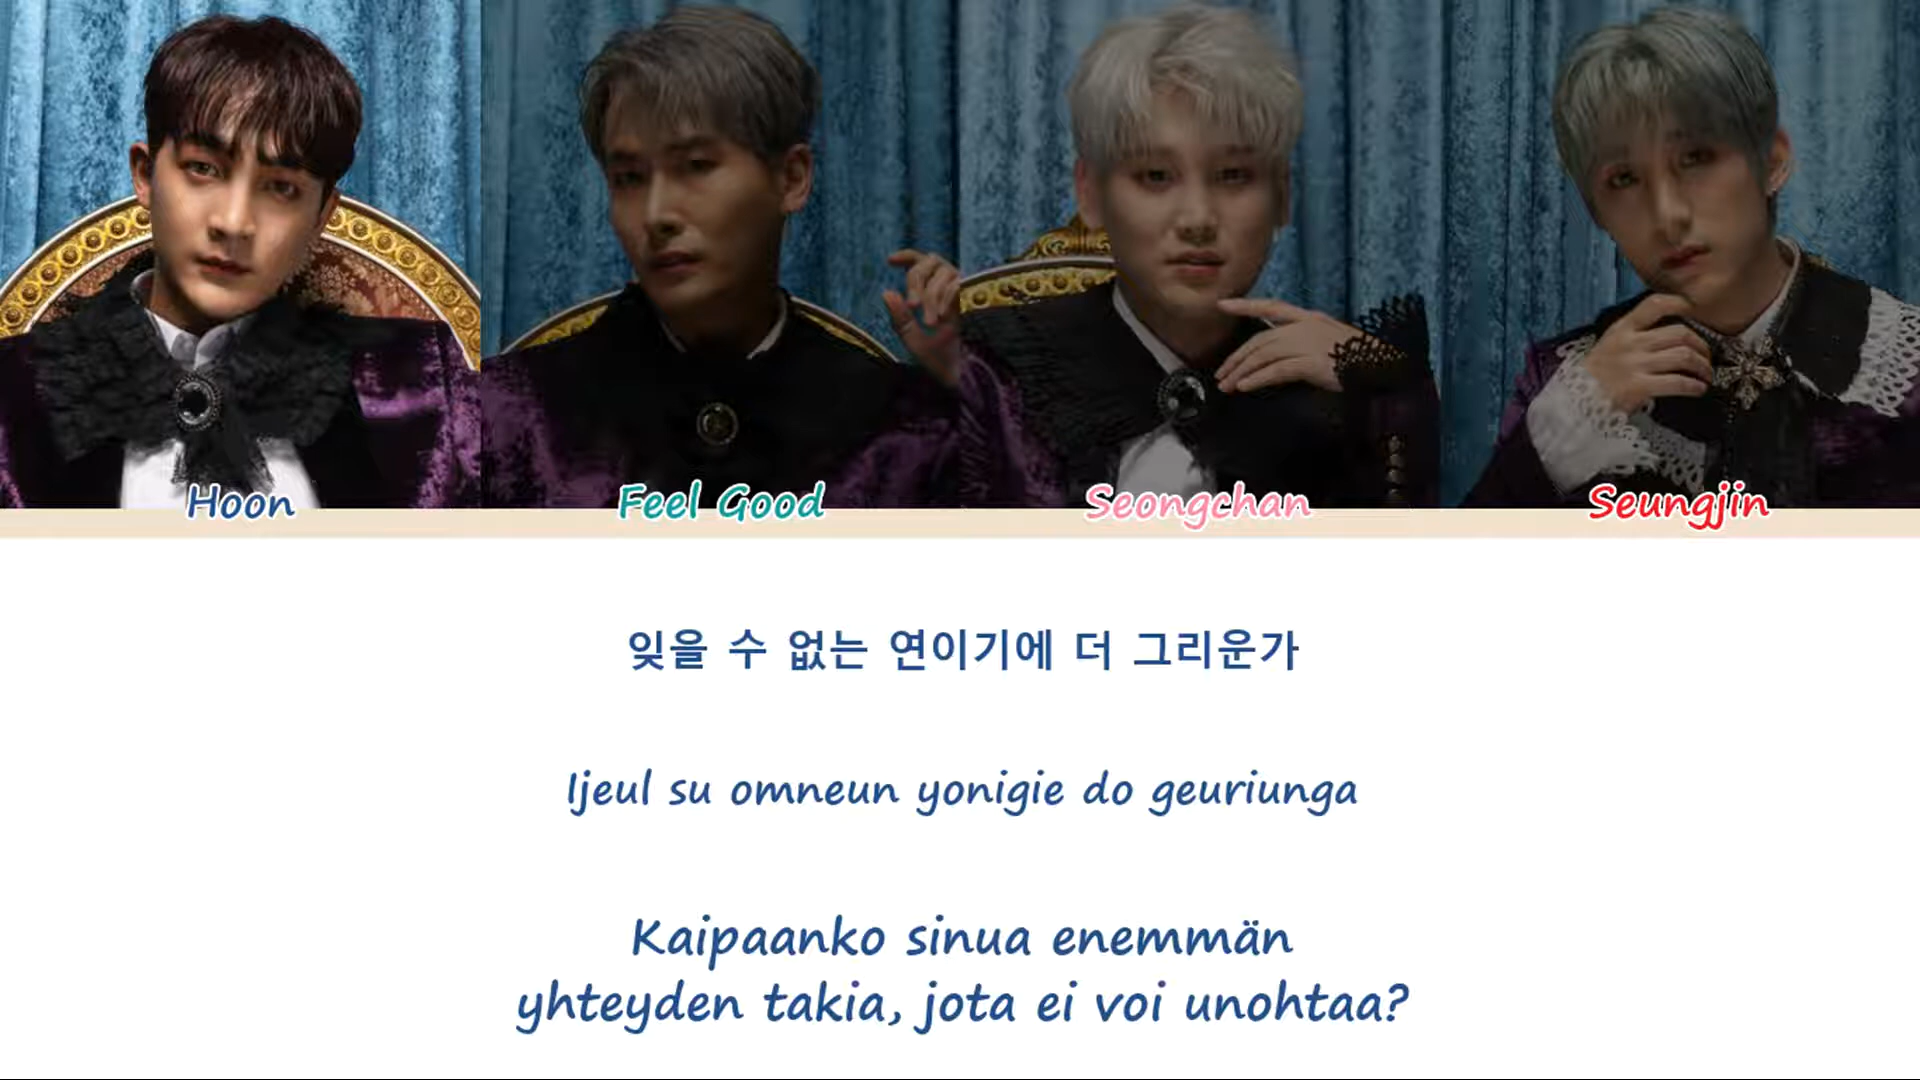 Hoon
Feel Good
Seongchan
Seungjin
잊을 수 없는 연이기에 더 그리운가
Ijeul su omneun yonigie do geuriunga
Kaipaanko sinua enemmän
yhteyden takia, jota ei voi unohtaa?